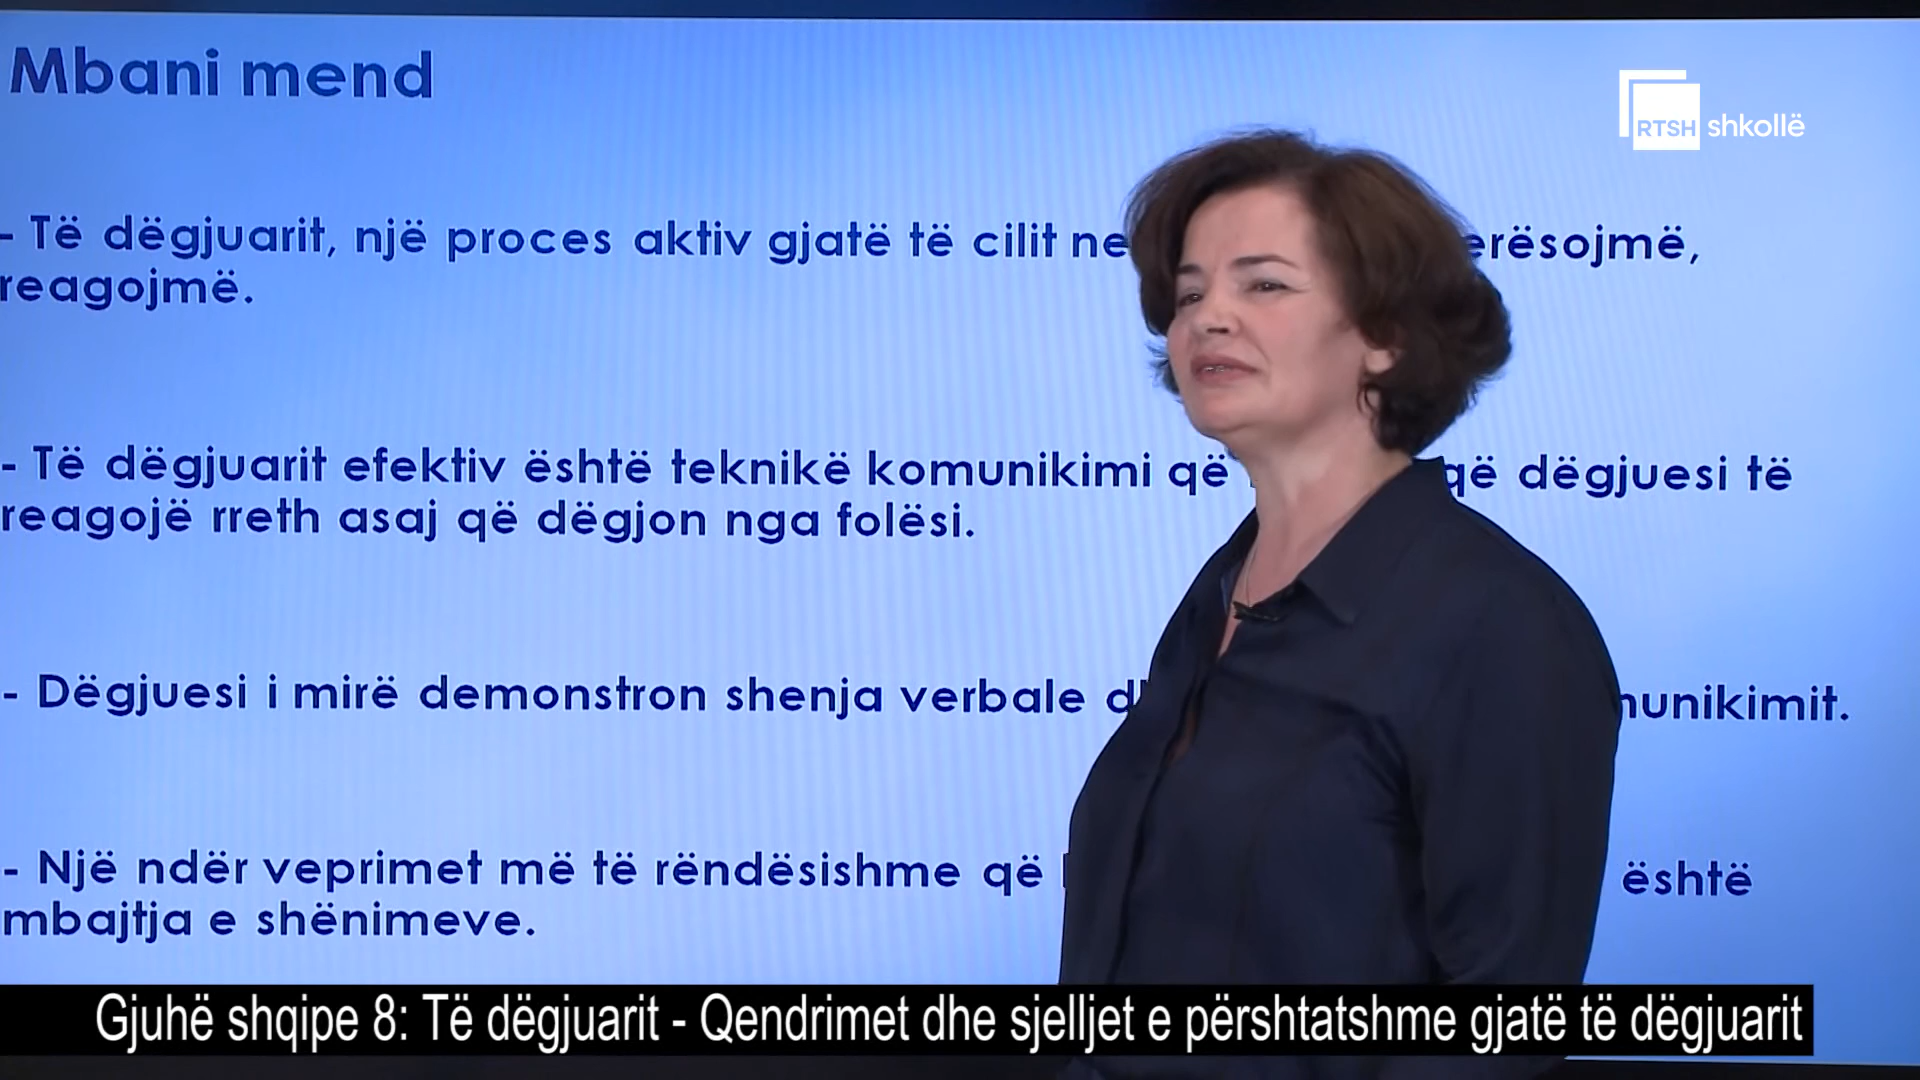 Mbani mend
RTSH shkollë
- Të dëgjuarit, një proces aktiv gjatë të cilit
reagojmë.
- Të dëgjuarit efektiv është teknikë komunikimi që që dëgjuesi të
reagojë rreth asaj që dëgjon nga folësi.
- Dëgjuesi i mirë demonstron shenja verbale
- Një ndër veprimet më të rëndësishme që është
mbajtja e shënimeve.
Gjuhë shqipe 8: Të dëgjuarit - Qendrimet dhe sjelljet e përshtatshme gjatë të dëgjuarit